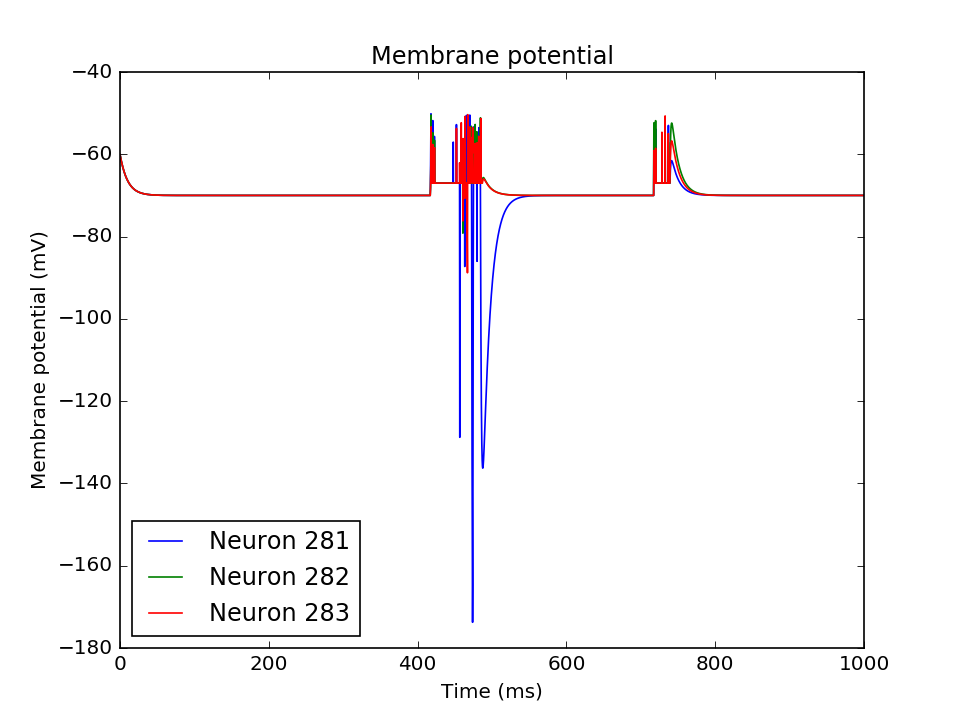 Membrane potential
Membrane potential (mV)
−40
−60
−80
−100
−120
−140
−160
−180
Neuron 281
Neuron 282
Neuron 283
0 200 400 600 800 1000
Time (ms)